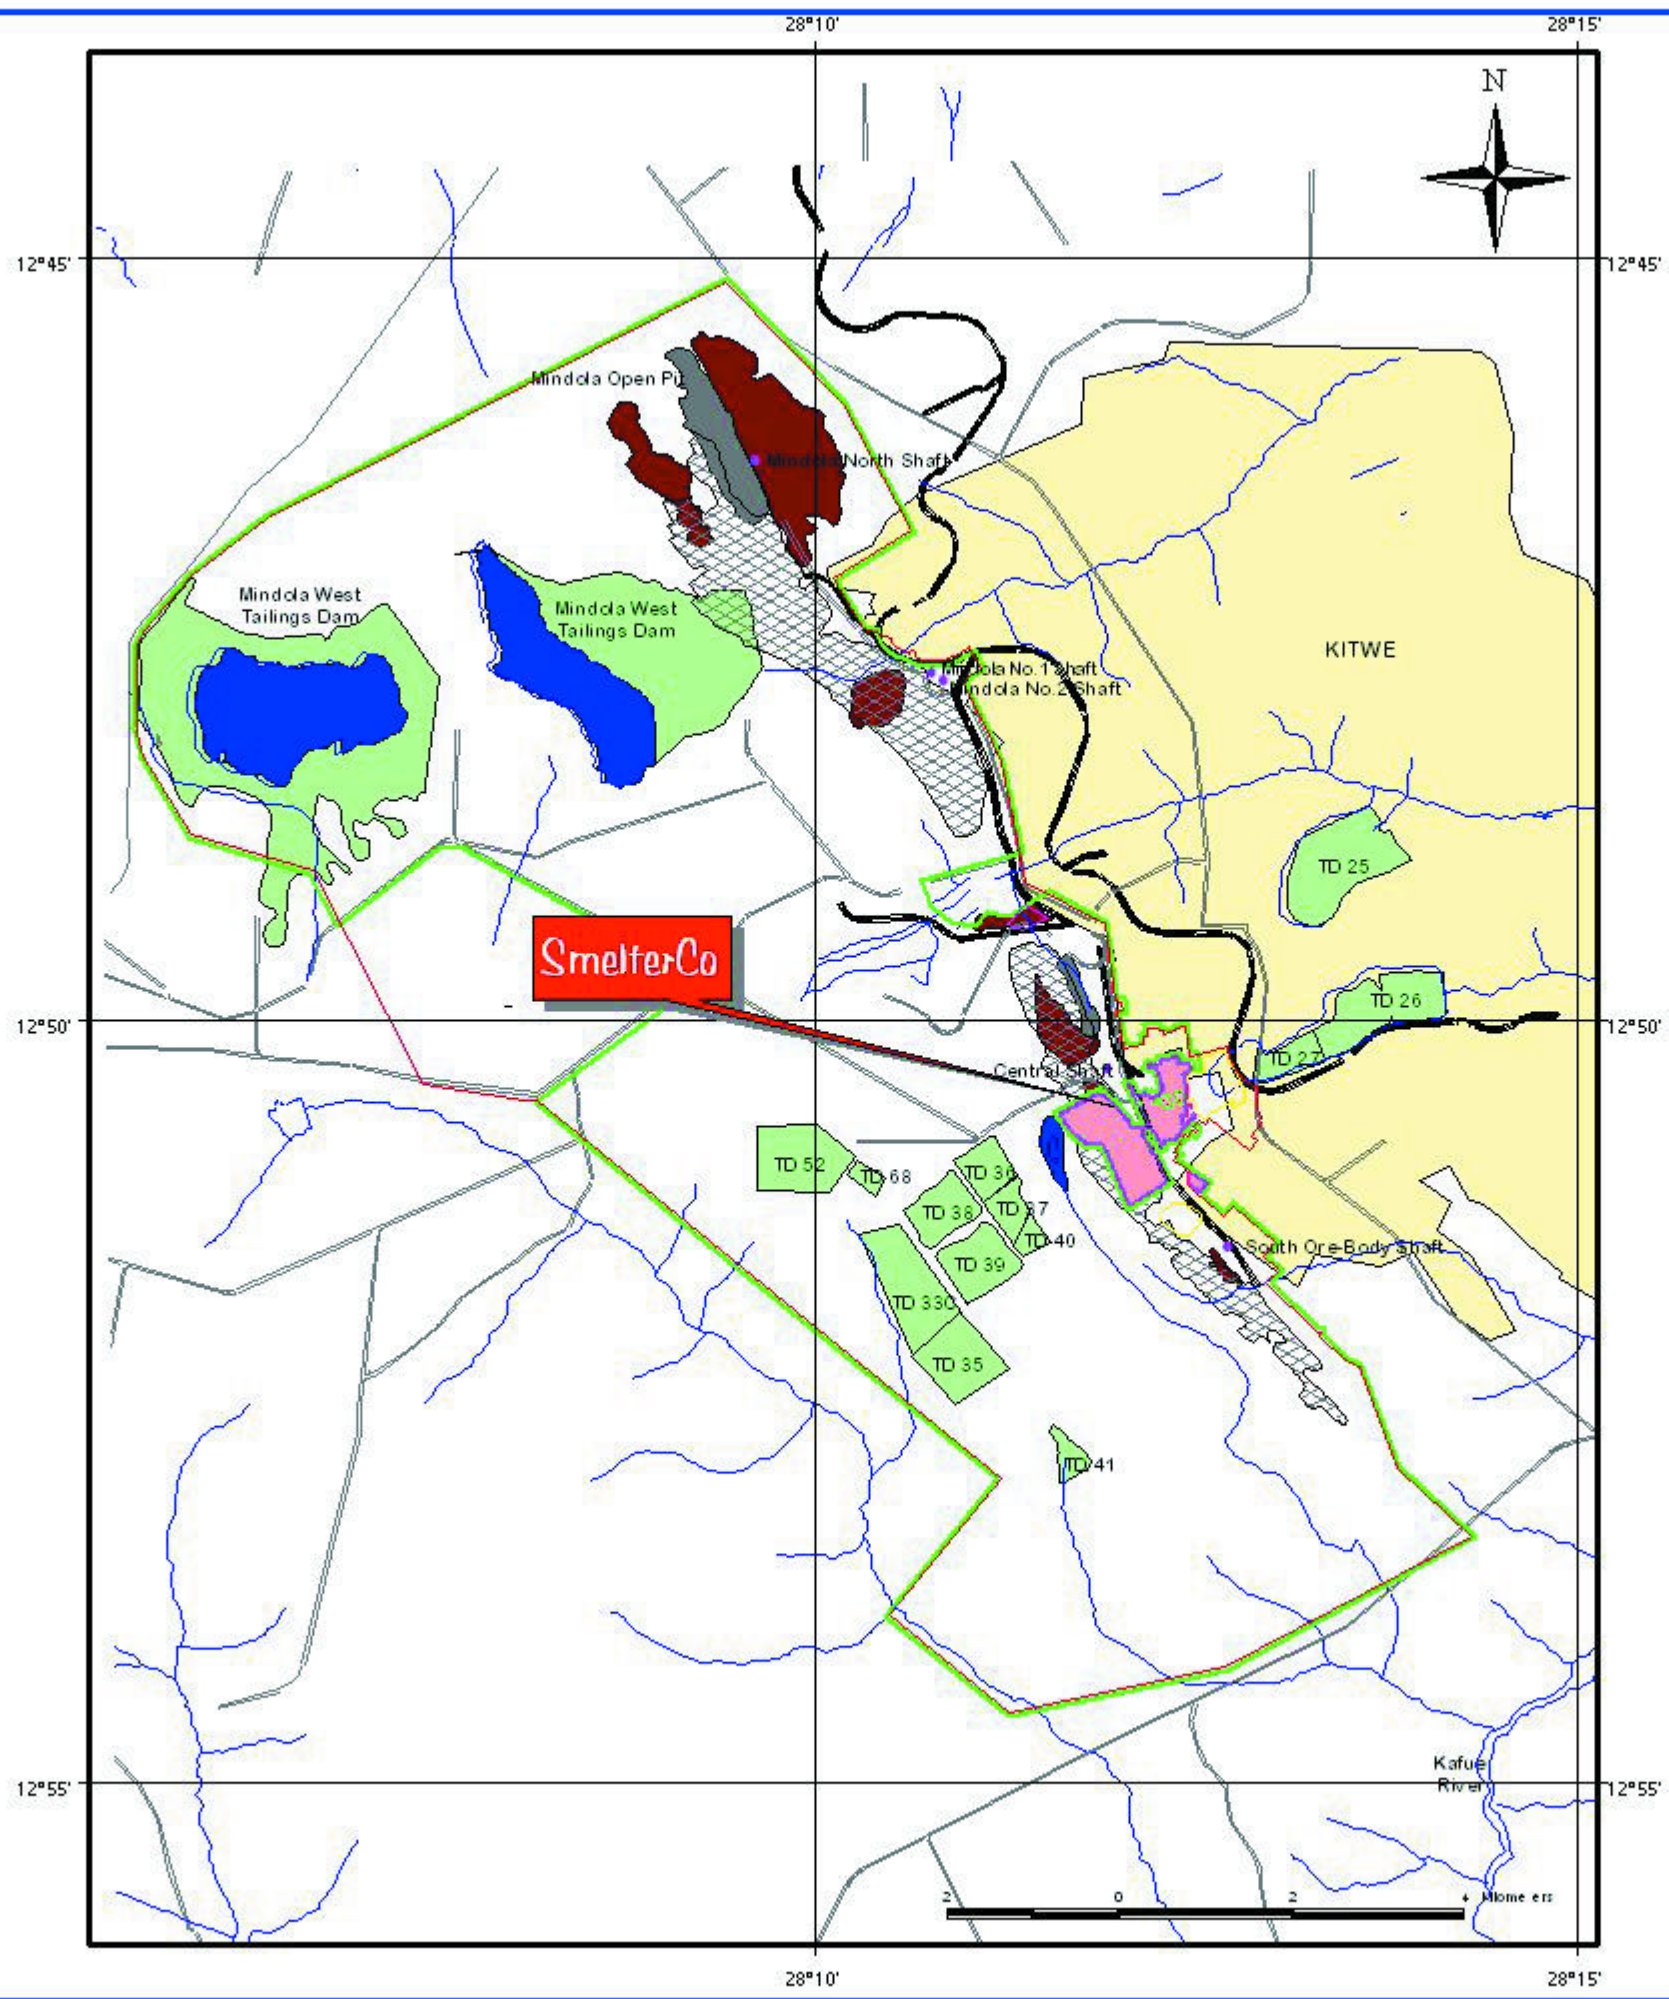 28°10'
28°15'
N
12°45'
12°45'
Mindola Open Pit
Mindola North Shaft
Mindola West
Tailings Dam
Mindola West
Tailings Dam
KITWE
Mindola No.1 Shaft
Mindola No.2 Shaft
TD 25
SmelterCo
TD 26
12°50'
12°50'
TD 27
Central Shaft
TD 52
TD 68
TD 36
TD 37
TD 38
TD 40
TD 39
South Ore-Body Shaft
TD 33C
TD 35
TD 41
Kafue
River
12°55'
12°55'
2 0 2 4
28°10'
28°15'